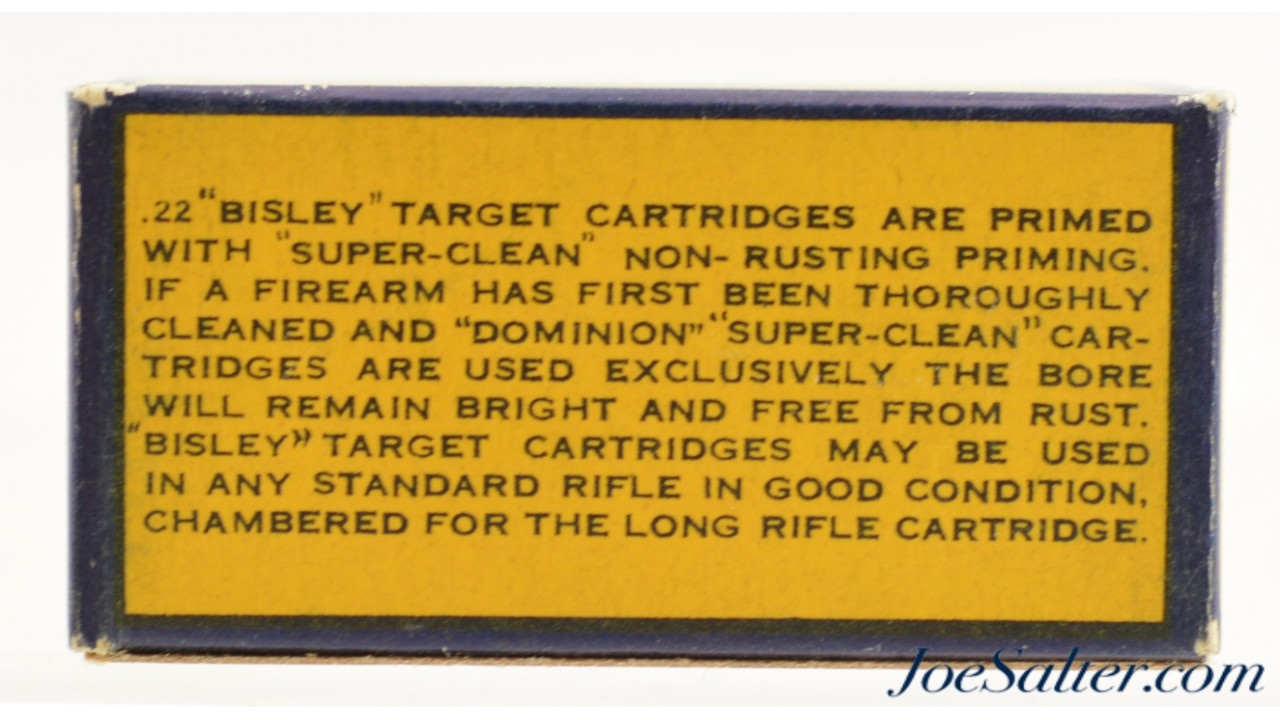 .22 "BISLEY" TARGET CARTRIDGES ARE PRIMED
WITH "SUPER-CLEAN" NON-RUSTING PRIMING.
IF A FIREARM HAS FIRST BEEN THOROUGHLY
CLEANED AND "DOMINION" "SUPER-CLEAN" CAR-
TRIDGES ARE USED EXCLUSIVELY THE BORE
WILL REMAIN BRIGHT AND FREE FROM RUST.
"BISLEY" TARGET CARTRIDGES MAY BE USED
IN ANY STANDARD RIFLE IN GOOD CONDITION,
CHAMBERED FOR THE LONG RIFLE CARTRIDGE.
JoeSalter.com